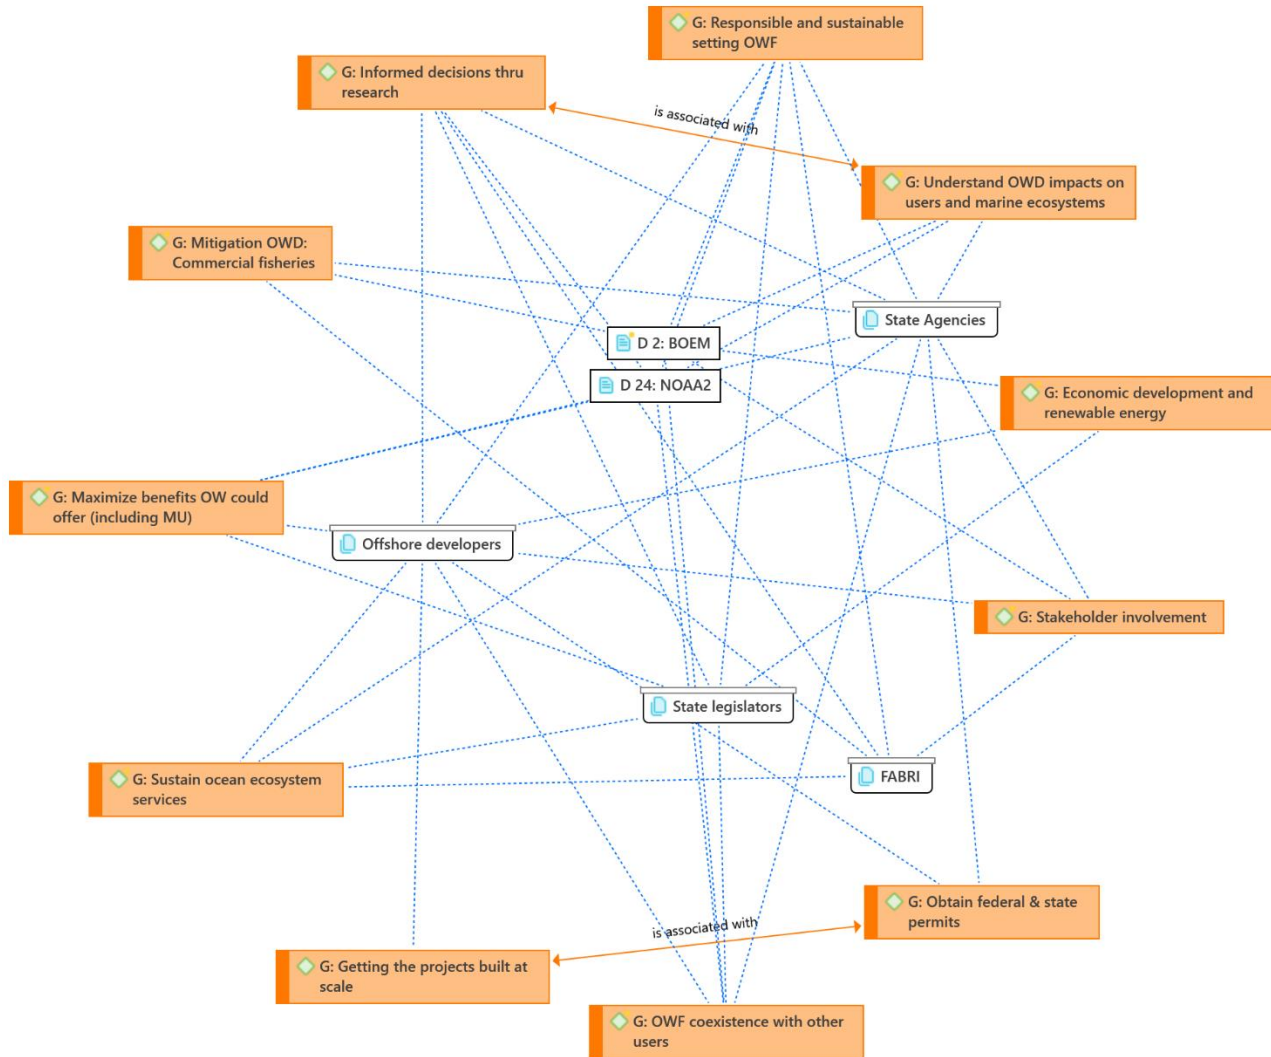 G: Responsible and sustainable
setting OWF
G: Informed decisions thru
research
is associated with
G: Understand OWD impacts on
users and marine ecosystems
G: Mitigation OWD:
Commercial fisheries
State Agencies
D 2: BOEM
D 24: NOAA2
G: Economic development and
renewable energy
G: Maximize benefits OW could
offer (including MU)
Offshore developers
G: Stakeholder involvement
State legislators
FABRI
G: Sustain ocean ecosystem
services
G: Obtain federal & state
permits
is associated with
G: Getting the projects built at
scale
G: OWF coexistence with other
users